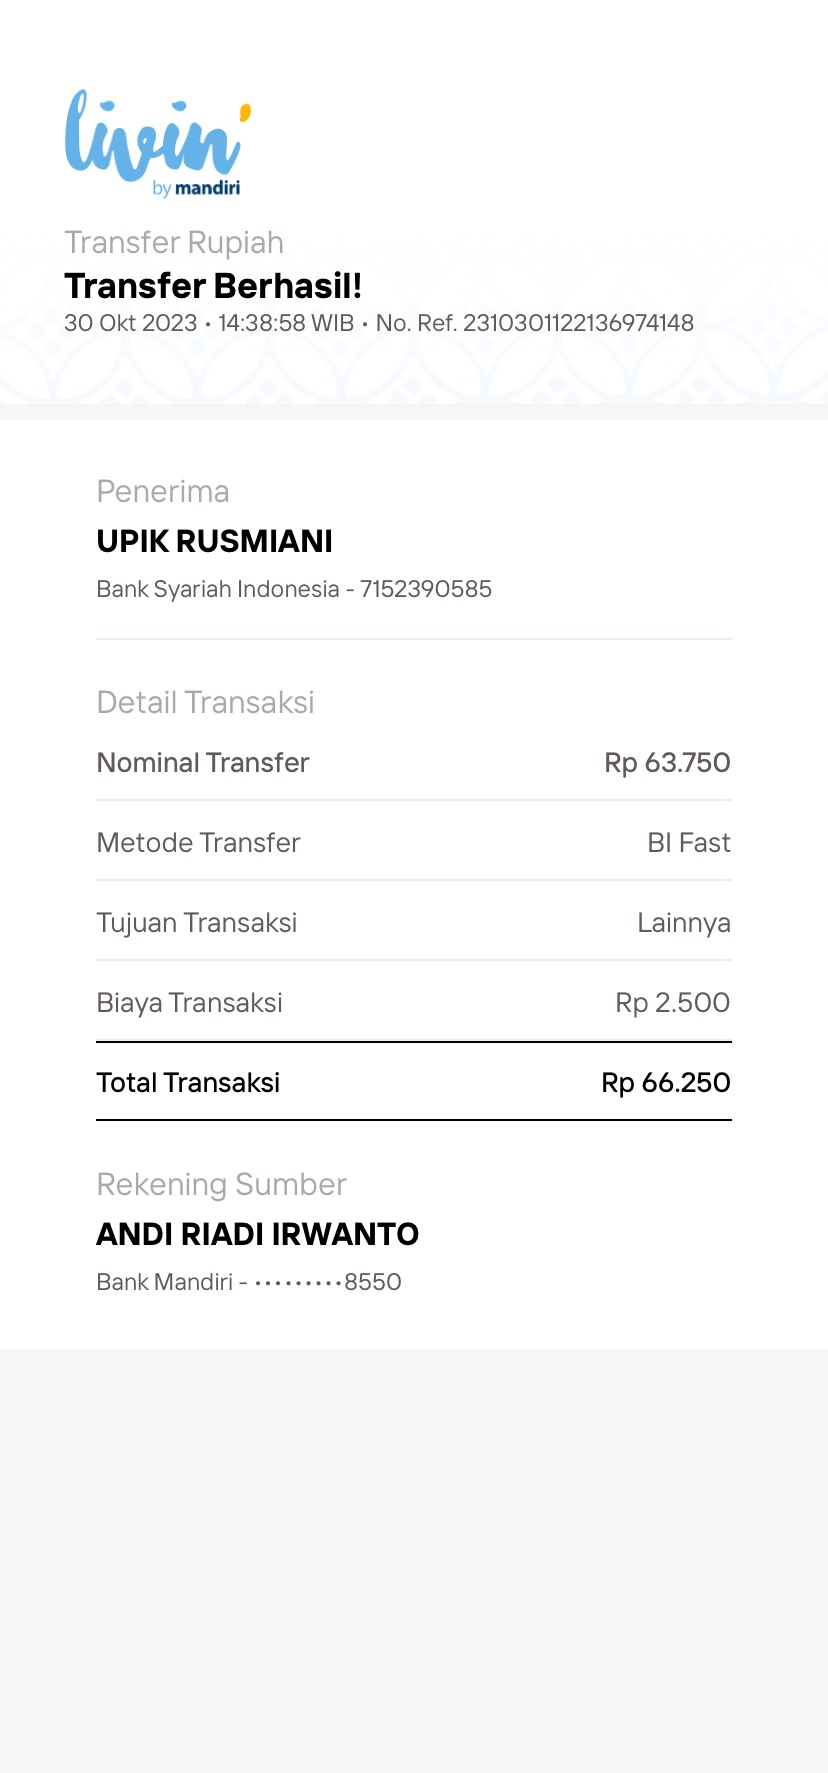 livin'
by mandiri
Transfer Rupiah
Transfer Berhasil!
30 Okt 2023 • 14:38:58 WIB • No. Ref. 2310301122136974148
Penerima
UPIK RUSMIANI
Bank Syariah Indonesia - 7152390585
Detail Transaksi
Nominal Transfer Rp 63.750
Metode Transfer BI Fast
Tujuan Transaksi Lainnya
Biaya Transaksi Rp 2.500
Total Transaksi Rp 66.250
Rekening Sumber
ANDI RIADI IRWANTO
Bank Mandiri - •••••••••8550